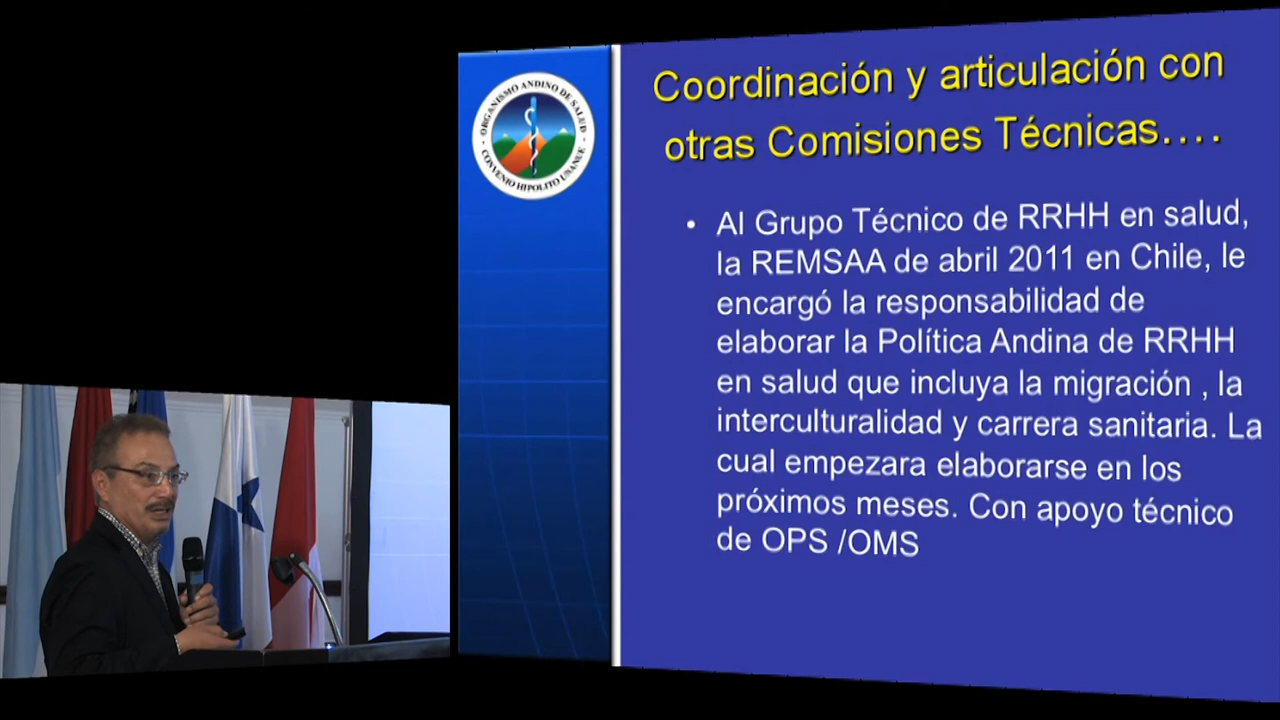 ORGANISMO ANDINO DE SALUD
CONVENIO HIPOLITO UNANUE
Coordinación y articulación con
otras Comisiones Técnicas….
• Al Grupo Técnico de RRHH en salud,
la REMSAA de abril 2011 en Chile, le
encargó la responsabilidad de
elaborar la Política Andina de RRHH
en salud que incluya la migración , la
interculturalidad y carrera sanitaria. La
cual empezara elaborarse en los
próximos meses. Con apoyo técnico
de OPS /OMS